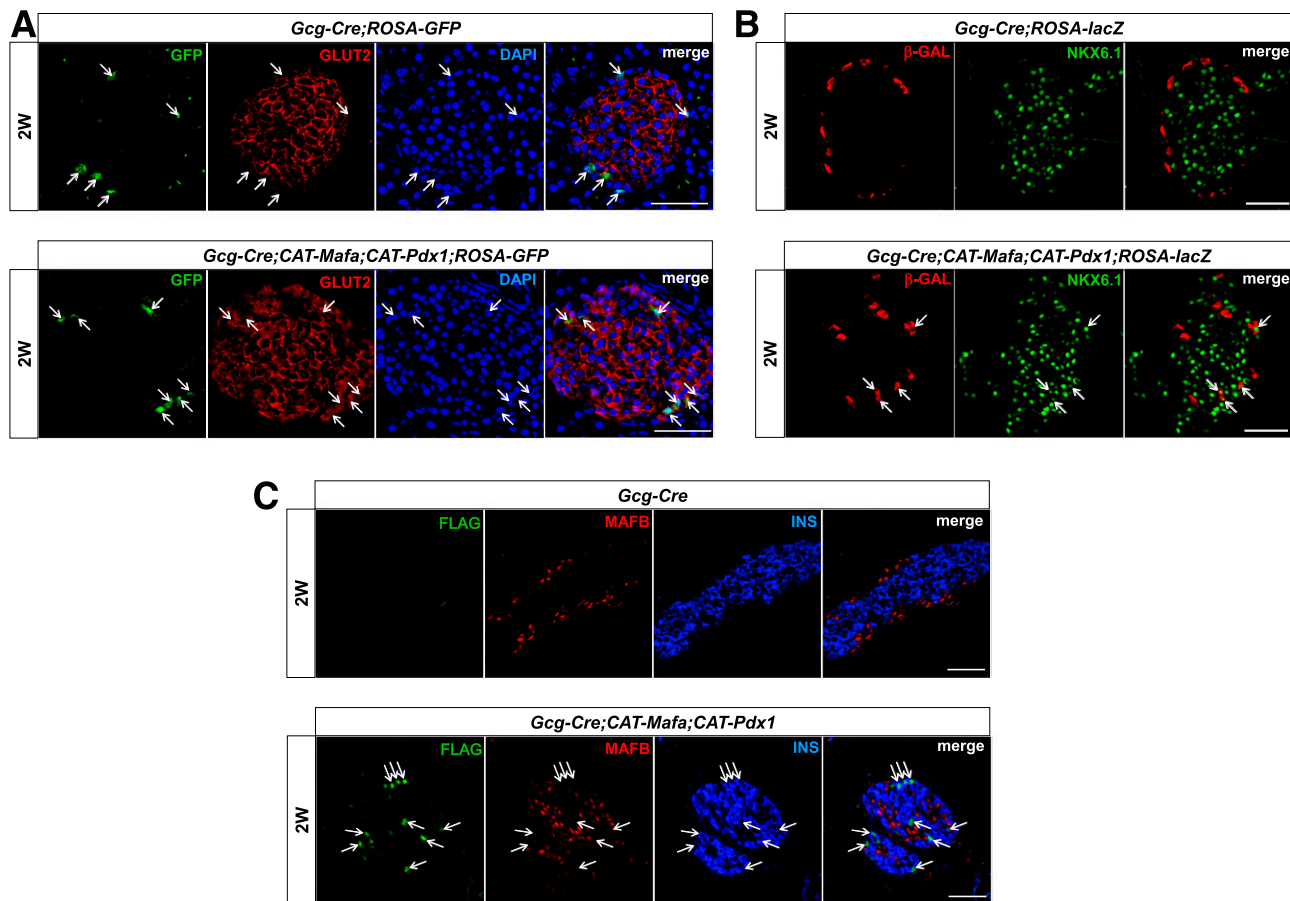 A
Gcg-Cre;ROSA-GFP
2W
GFP
GLUT2
DAPI
merge
Gcg-Cre;CAT-Mafa;CAT-Pdx1;ROSA-GFP
2W
GFP
GLUT2
DAPI
merge
B
Gcg-Cre;ROSA-lacZ
2W
β-GAL
NKX6.1
merge
Gcg-Cre;CAT-Mafa;CAT-Pdx1;ROSA-lacZ
2W
β-GAL
NKX6.1
merge
C
Gcg-Cre
2W
FLAG
MAFB
INS
merge
Gcg-Cre;CAT-Mafa;CAT-Pdx1
2W
FLAG
MAFB
INS
merge